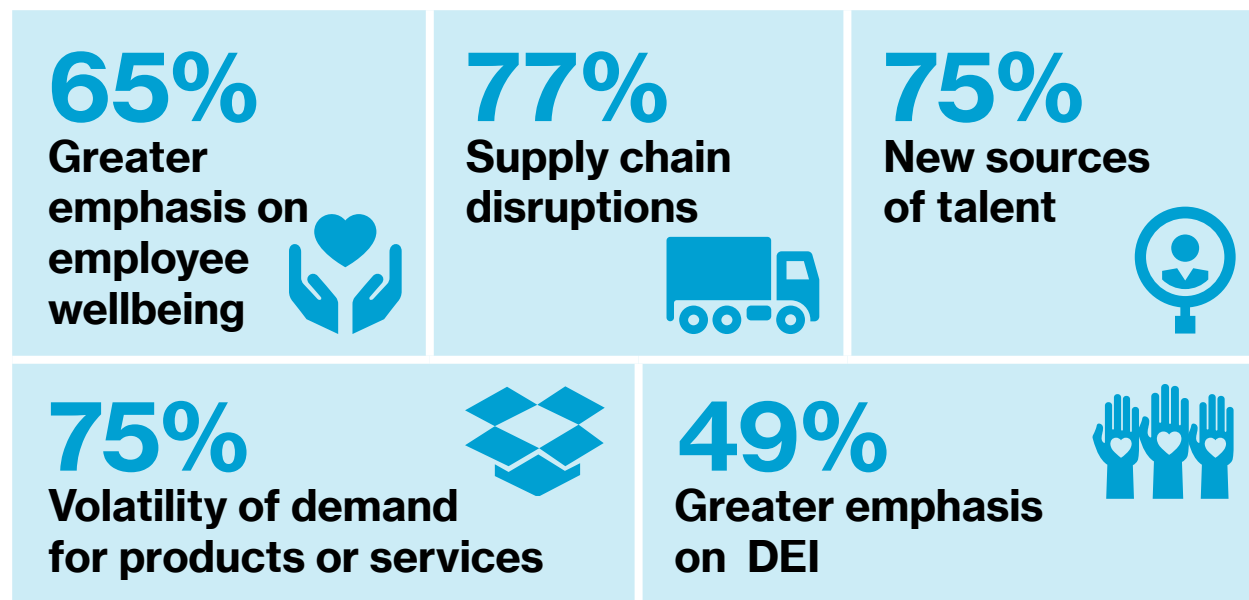 65%
Greater
emphasis on
employee
wellbeing
77%
Supply chain
disruptions
75%
New sources
of talent
75%
Volatility of demand
for products or services
49%
Greater emphasis
on  DEI